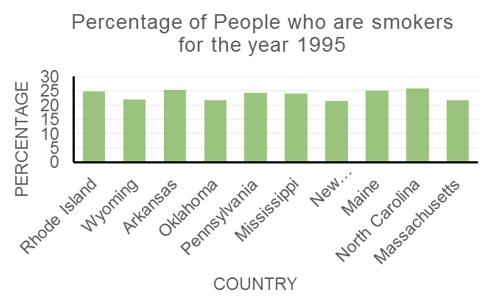 Percentage of People who are smokers
for the year 1995
PERCENTAGE
30
25
20
15
10
5
0
Rhode Island
Wyoming
Arkansas
Oklahoma
Pennsylvania
Mississippi
New…
Maine
North Carolina
Massachusetts
COUNTRY